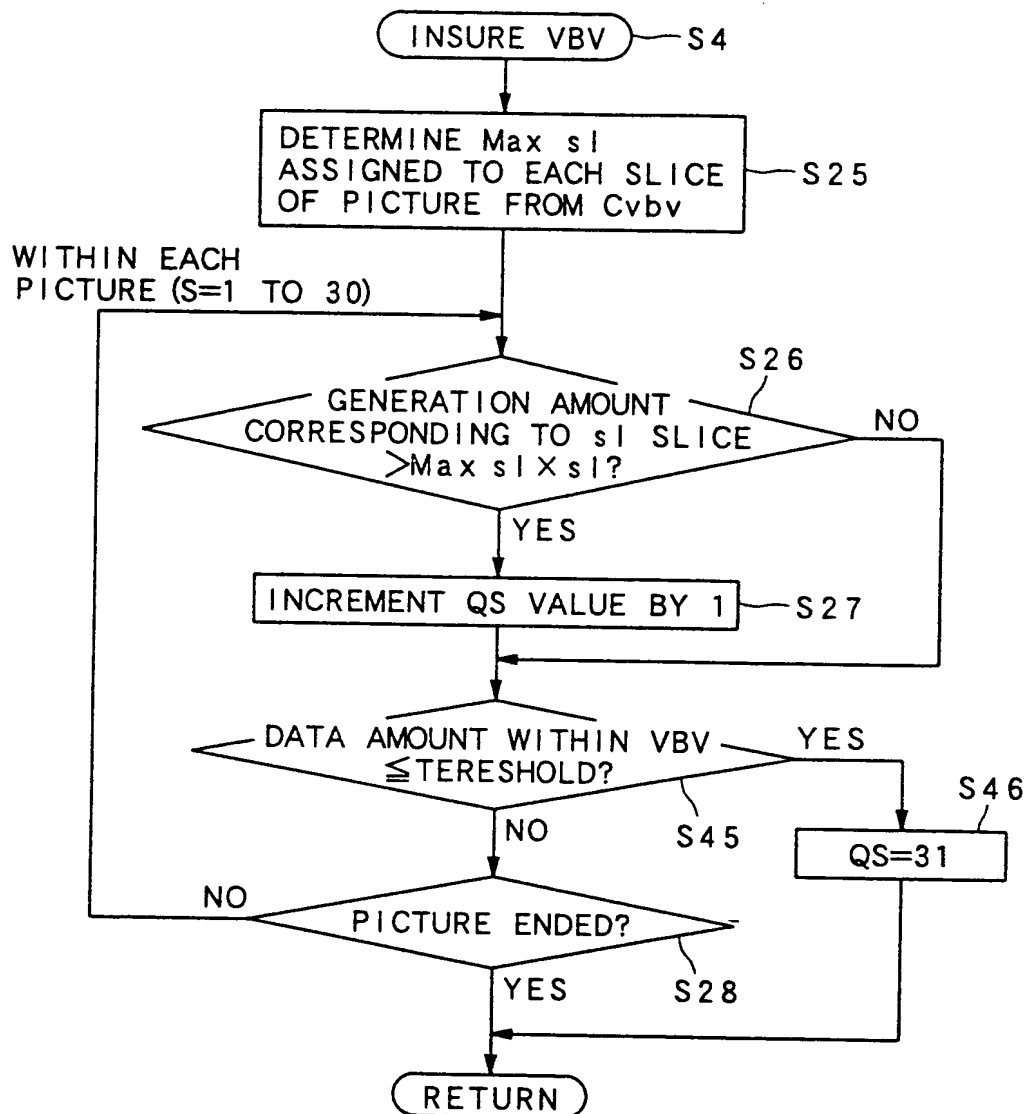 INSURE VBV
S4
DETERMINE Max sl
ASSIGNED TO EACH SLICE
OF PICTURE FROM Cvbv
S25
WITHIN EACH
PICTURE (S=1 TO 30)
S26
GENERATION AMOUNT
CORRESPONDING TO sl SLICE
>Max sl×sl?
NO
YES
INCREMENT QS VALUE BY 1
S27
DATA AMOUNT WITHIN VBV
≦TERESHOLD?
YES
S45
S46
NO
QS=31
NO
PICTURE ENDED?
S28
YES
RETURN